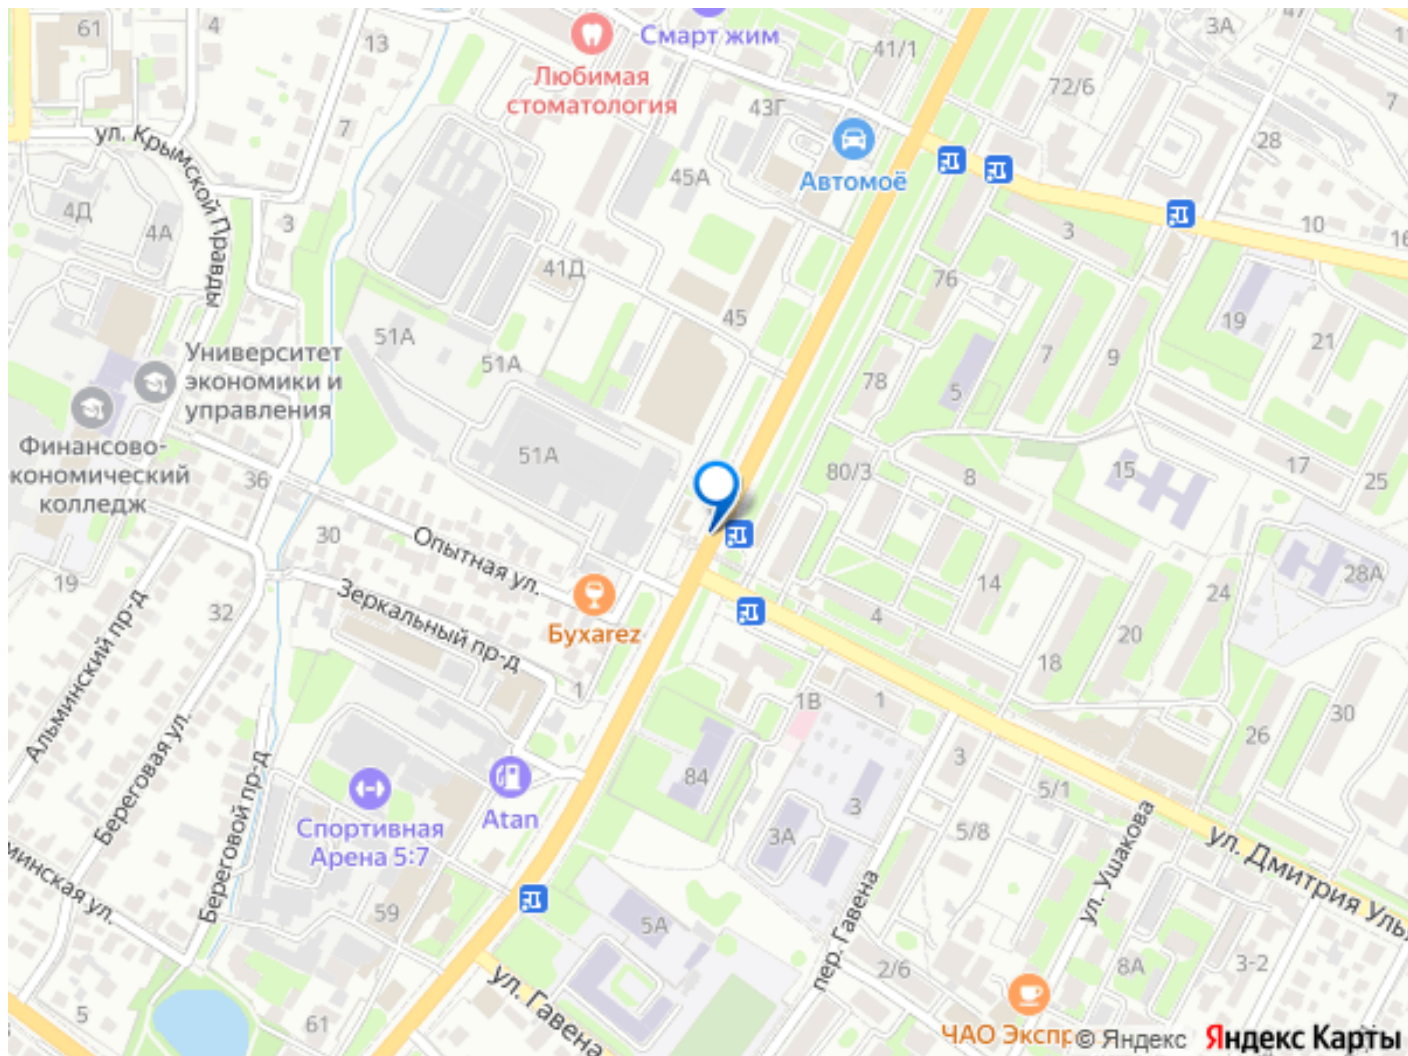 61
4
13
Смарт жим
41/1
3А
47
Любимая
стоматология
72/6
43Г
7
7
ул. Крымской Правды
28
Автомоё
45А
4Д
4А
3
3
10
16
41Д
76
45
19
21
51А
51А
Университет
экономики и
управления
78
5
7
9
Финансово-
кономический
колледж
36
51А
80/3
8
15
17
25
30
Опытная ул.
19
32
Зеркальный пр-д
Бухаrez
14
4
20
24
28А
18
Альминский пр-д
Береговая ул.
Береговой пр-д
1
1В
1
26
30
3
84
Atan
3А
3
5/1
5/8
Спортивная
Арена 5:7
ул. Ушакова
ул. Дмитрия Улья
минская ул.
59
5А
пер. Гавена
2/6
8А
3-2
ул. Гавена
5
61
ЧАО Экспр
© Яндекс
Яндекс Карты